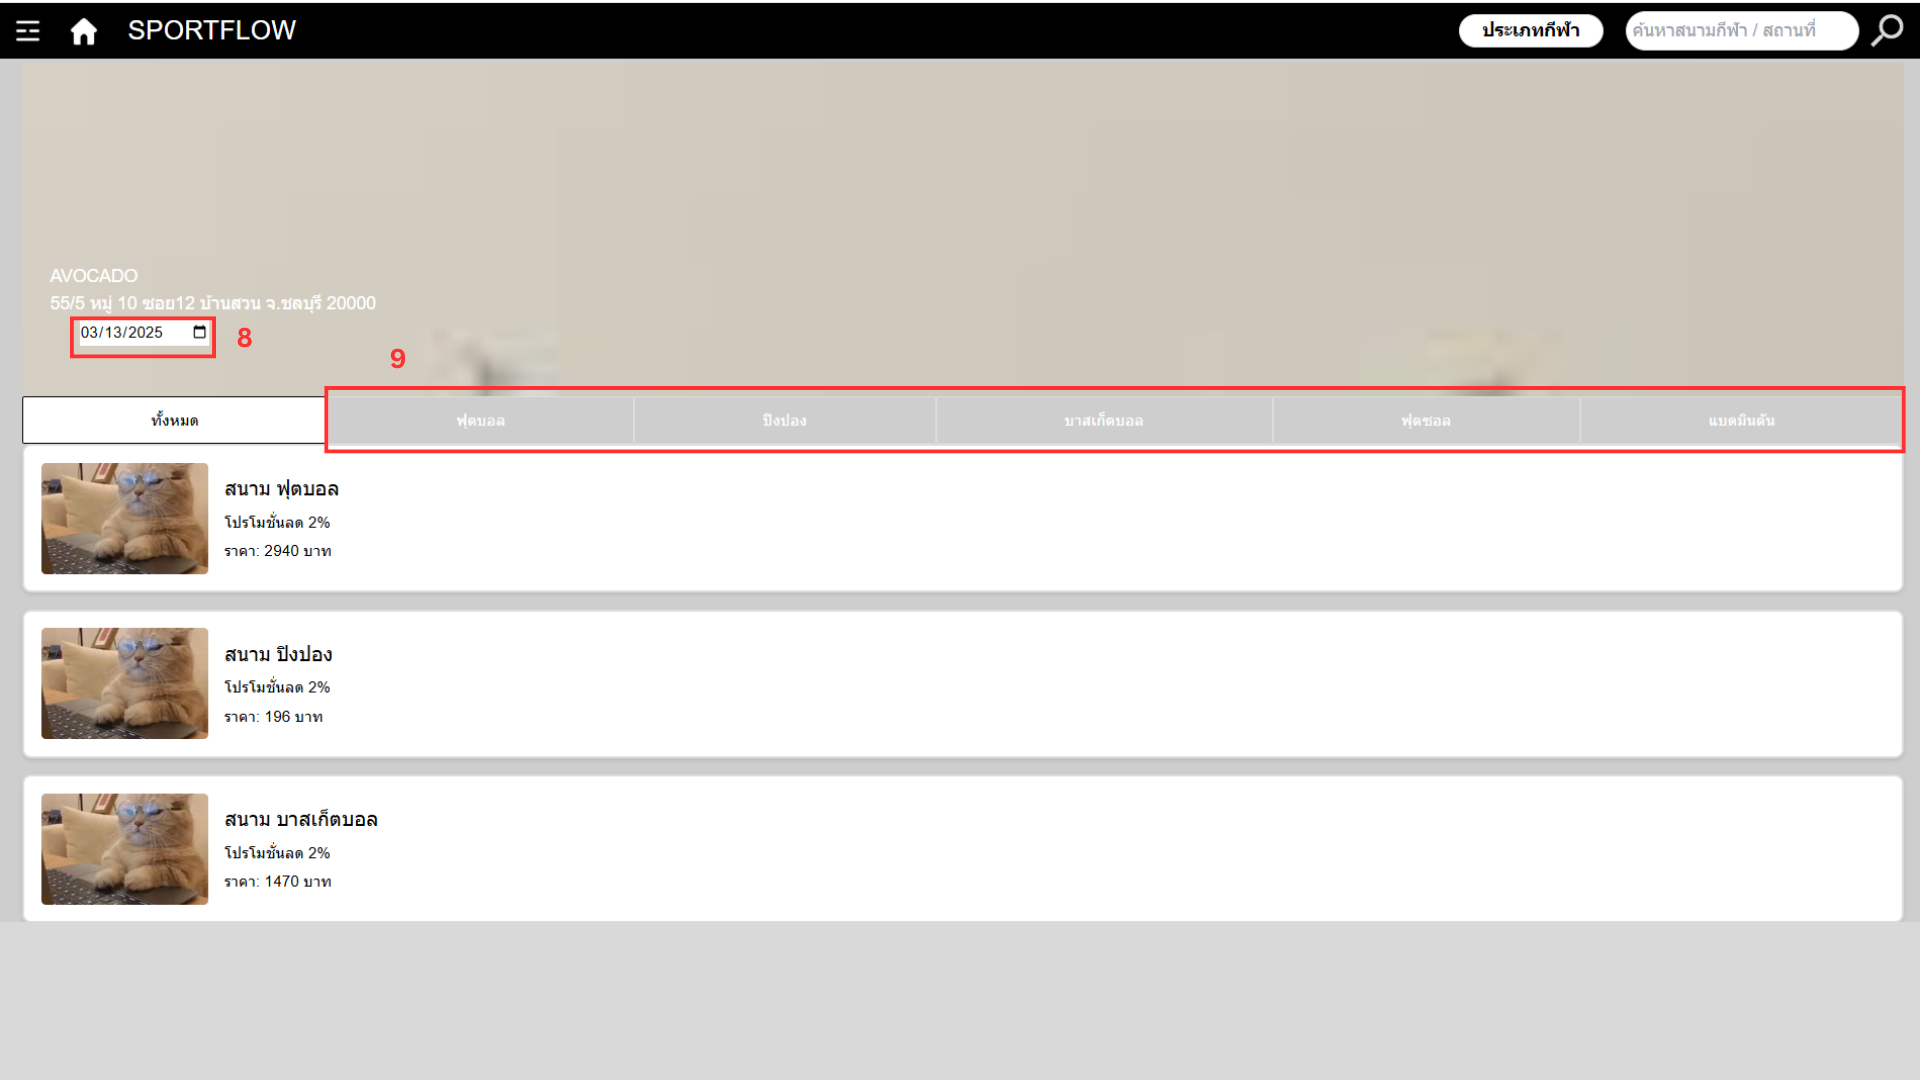 SPORTFLOW
ประเภทกีฬา
ค้นหาสนามกีฬา / สถานที่
AVOCADO
55/5 หมู่ 10 ซอย12 บ้านสวน จ.ชลบุรี 20000
03/13/2025
8
9
ทั้งหมด
ฟุตบอล
ปิงปอง
บาสเก็ตบอล
ฟุตซอล
แบดมินตัน
สนาม ฟุตบอล
โปรโมชั่นลด 2%
ราคา: 2940 บาท
สนาม ปิงปอง
โปรโมชั่นลด 2%
ราคา: 196 บาท
สนาม บาสเก็ตบอล
โปรโมชั่นลด 2%
ราคา: 1470 บาท